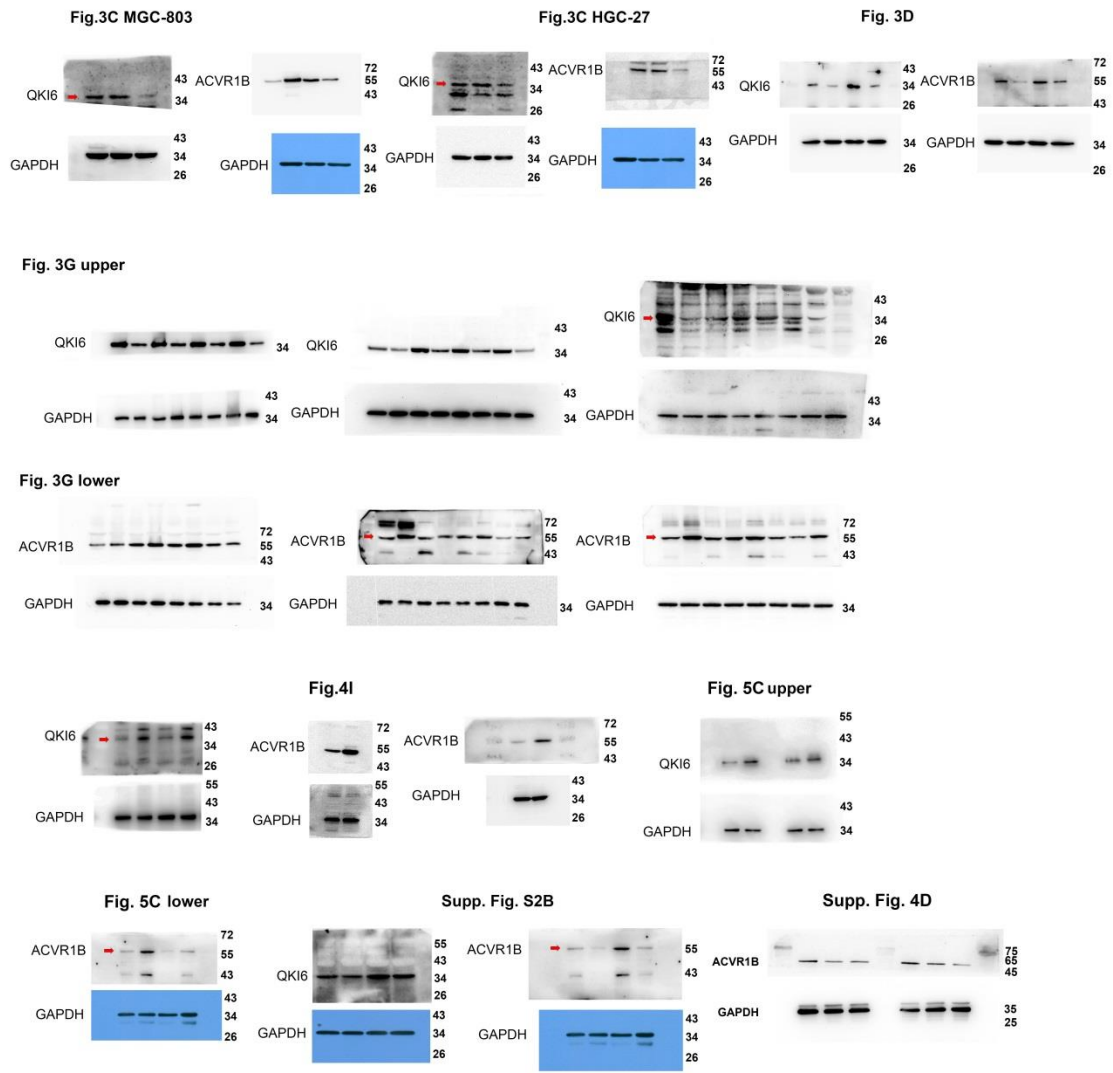 Fig.3C MGC-803
Fig.3C HGC-27
Fig. 3D
QKI6
43
34
ACVR1B
72
55
43
QKI6
43
34
26
ACVR1B
72
55
43
QKI6
43
34
26
ACVR1B
72
55
43
GAPDH
43
34
26
GAPDH
43
34
26
GAPDH
43
34
26
GAPDH
43
34
26
GAPDH
43
34
26
GAPDH
43
34
26
Fig. 3G upper
QKI6
34
QKI6
43
34
QKI6
43
34
26
GAPDH
43
34
GAPDH
43
34
GAPDH
43
34
Fig. 3G lower
ACVR1B
72
55
43
ACVR1B
72
55
43
ACVR1B
72
55
43
GAPDH
34
GAPDH
34
GAPDH
34
Fig.4I
Fig. 5C upper
QKI6
43
34
26
ACVR1B
72
55
43
ACVR1B
72
55
43
QKI6
55
43
34
GAPDH
55
43
34
GAPDH
55
43
34
GAPDH
43
34
26
GAPDH
43
34
Fig. 5C lower
Supp. Fig. S2B
Supp. Fig. 4D
ACVR1B
72
55
43
QKI6
55
43
34
26
ACVR1B
55
43
ACVR1B
75
65
45
GAPDH
43
34
26
GAPDH
43
34
26
GAPDH
43
34
26
GAPDH
35
25